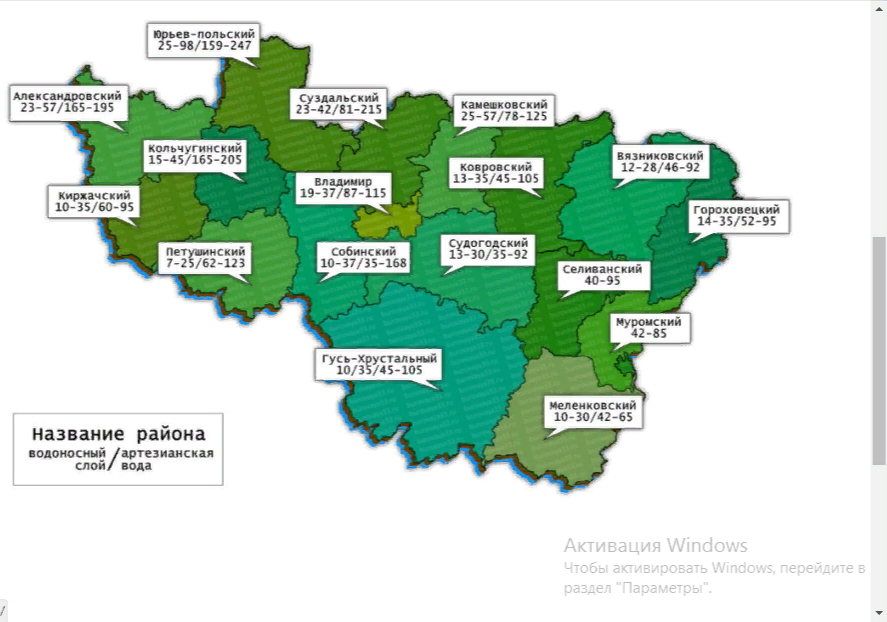 Юрьев-польский
25-98/159-247
Александровский
23-57/165-195
Суздальский
23-42/81-215
Камешковский
25-57/78-125
Кольчугинский
15-45/165-205
Вязниковский
12-28/46-92
Ковровский
13-35/45-105
Владимир
19-37/87-115
Киржачский
10-35/60-95
Гороховецкий
14-35/52-95
Петушинский
7-25/62-123
Собинский
10-37/35-168
Судогодский
13-30/35-92
Селиванский
40-95
Муромский
42-85
Гусь-Хрустальный
10/35/45-105
Меленковский
10-30/42-65
Название района
водоносный/артезианская
слой/вода
Активация Windows
Чтобы активировать Windows, перейдите в
раздел "Параметры".